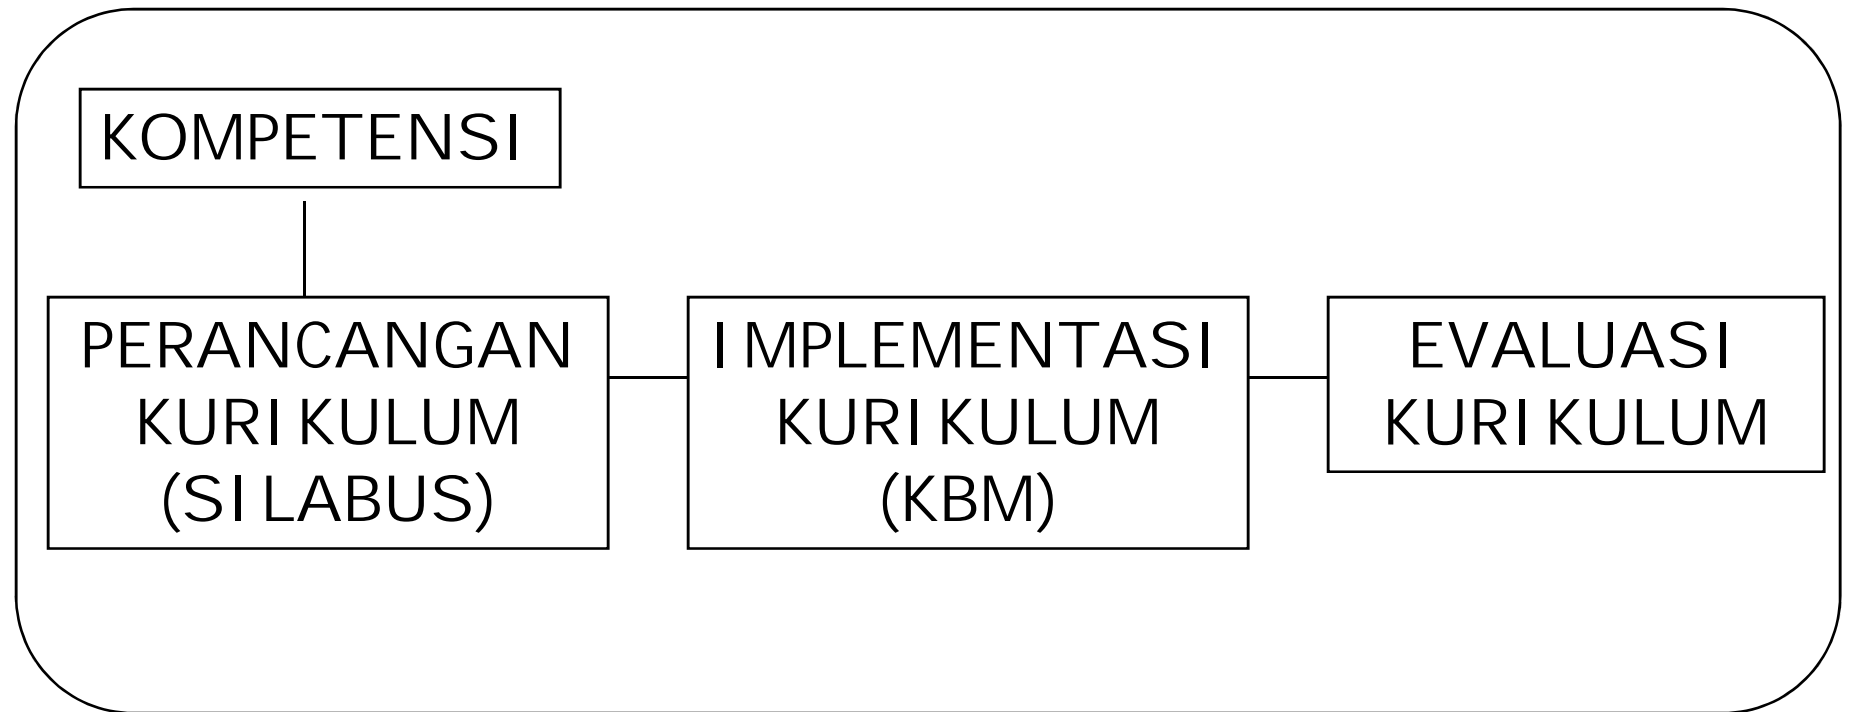 KOMPETENSI
PERANCANGAN
KURIKULUM
(SILABUS)
IMPLEMENTASI
KURIKULUM
(KBM)
EVALUASI
KURIKULUM